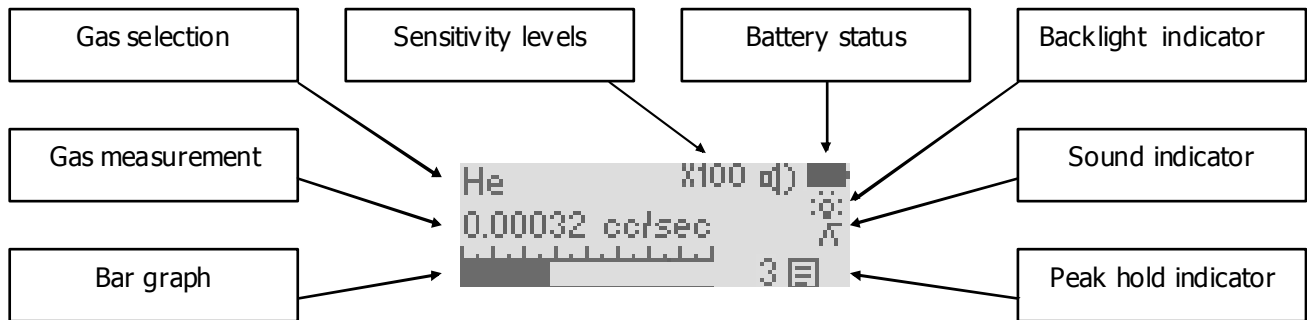 Gas selection
Sensitivity levels
Battery status
Backlight indicator
Gas measurement
Sound indicator
Bar graph
Peak hold indicator
He X100
0.00032 cc/sec
3